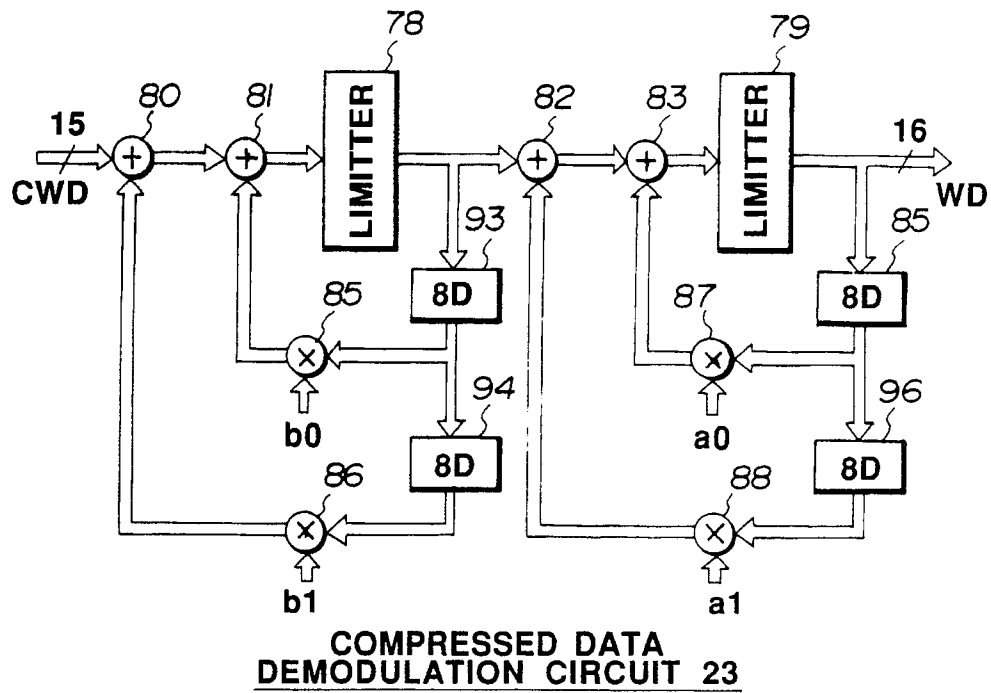 78
79
80
81
82
83
15
16
CWD
+
+
LIMITTER
+
+
LIMITTER
WD
93
85
8D
8D
85
87
×
×
b0
a0
94
96
8D
8D
86
88
×
×
b1
a1
COMPRESSED DATA
DEMODULATION CIRCUIT 23